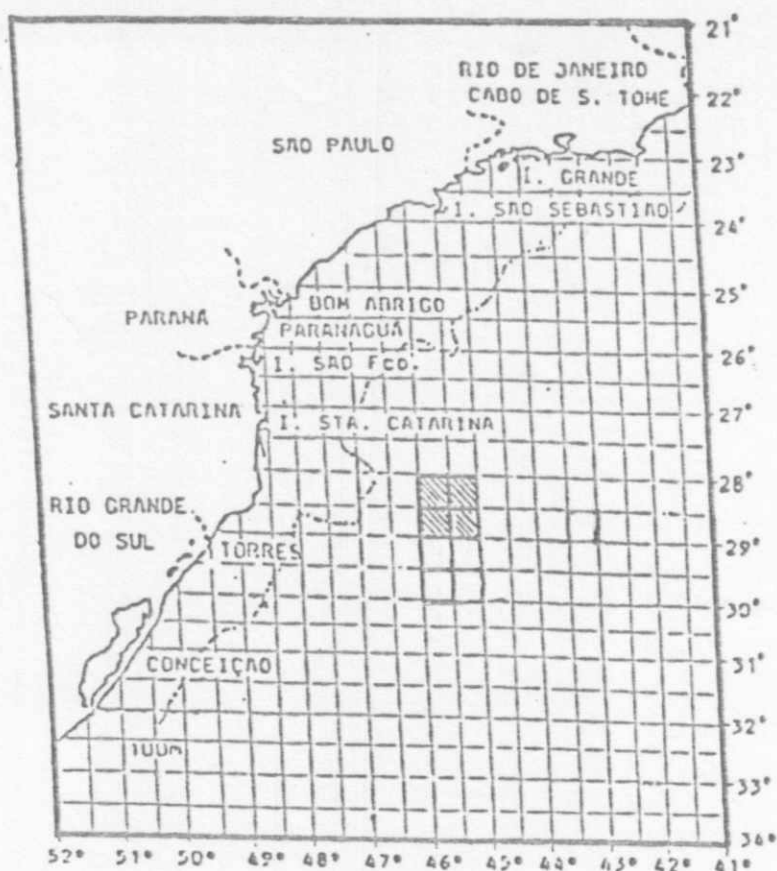 21°
RIO DE JANEIRO
CABO DE S. TOME
22°
SAO PAULO
23°
I. GRANDE
I. SAO SEBASTIAO
24°
BOM ABRIGO
25°
PARANA
PARANAGUA
26°
I. SAO FCO.
SANTA CATARINA
27°
I. STA. CATARINA
28°
RIO GRANDE
DO SUL
TORRES
29°
30°
CONCEIÇAO
31°
32°
100m
33°
34°
52° 51° 50° 49° 48° 47° 46° 45° 44° 43° 42° 41°